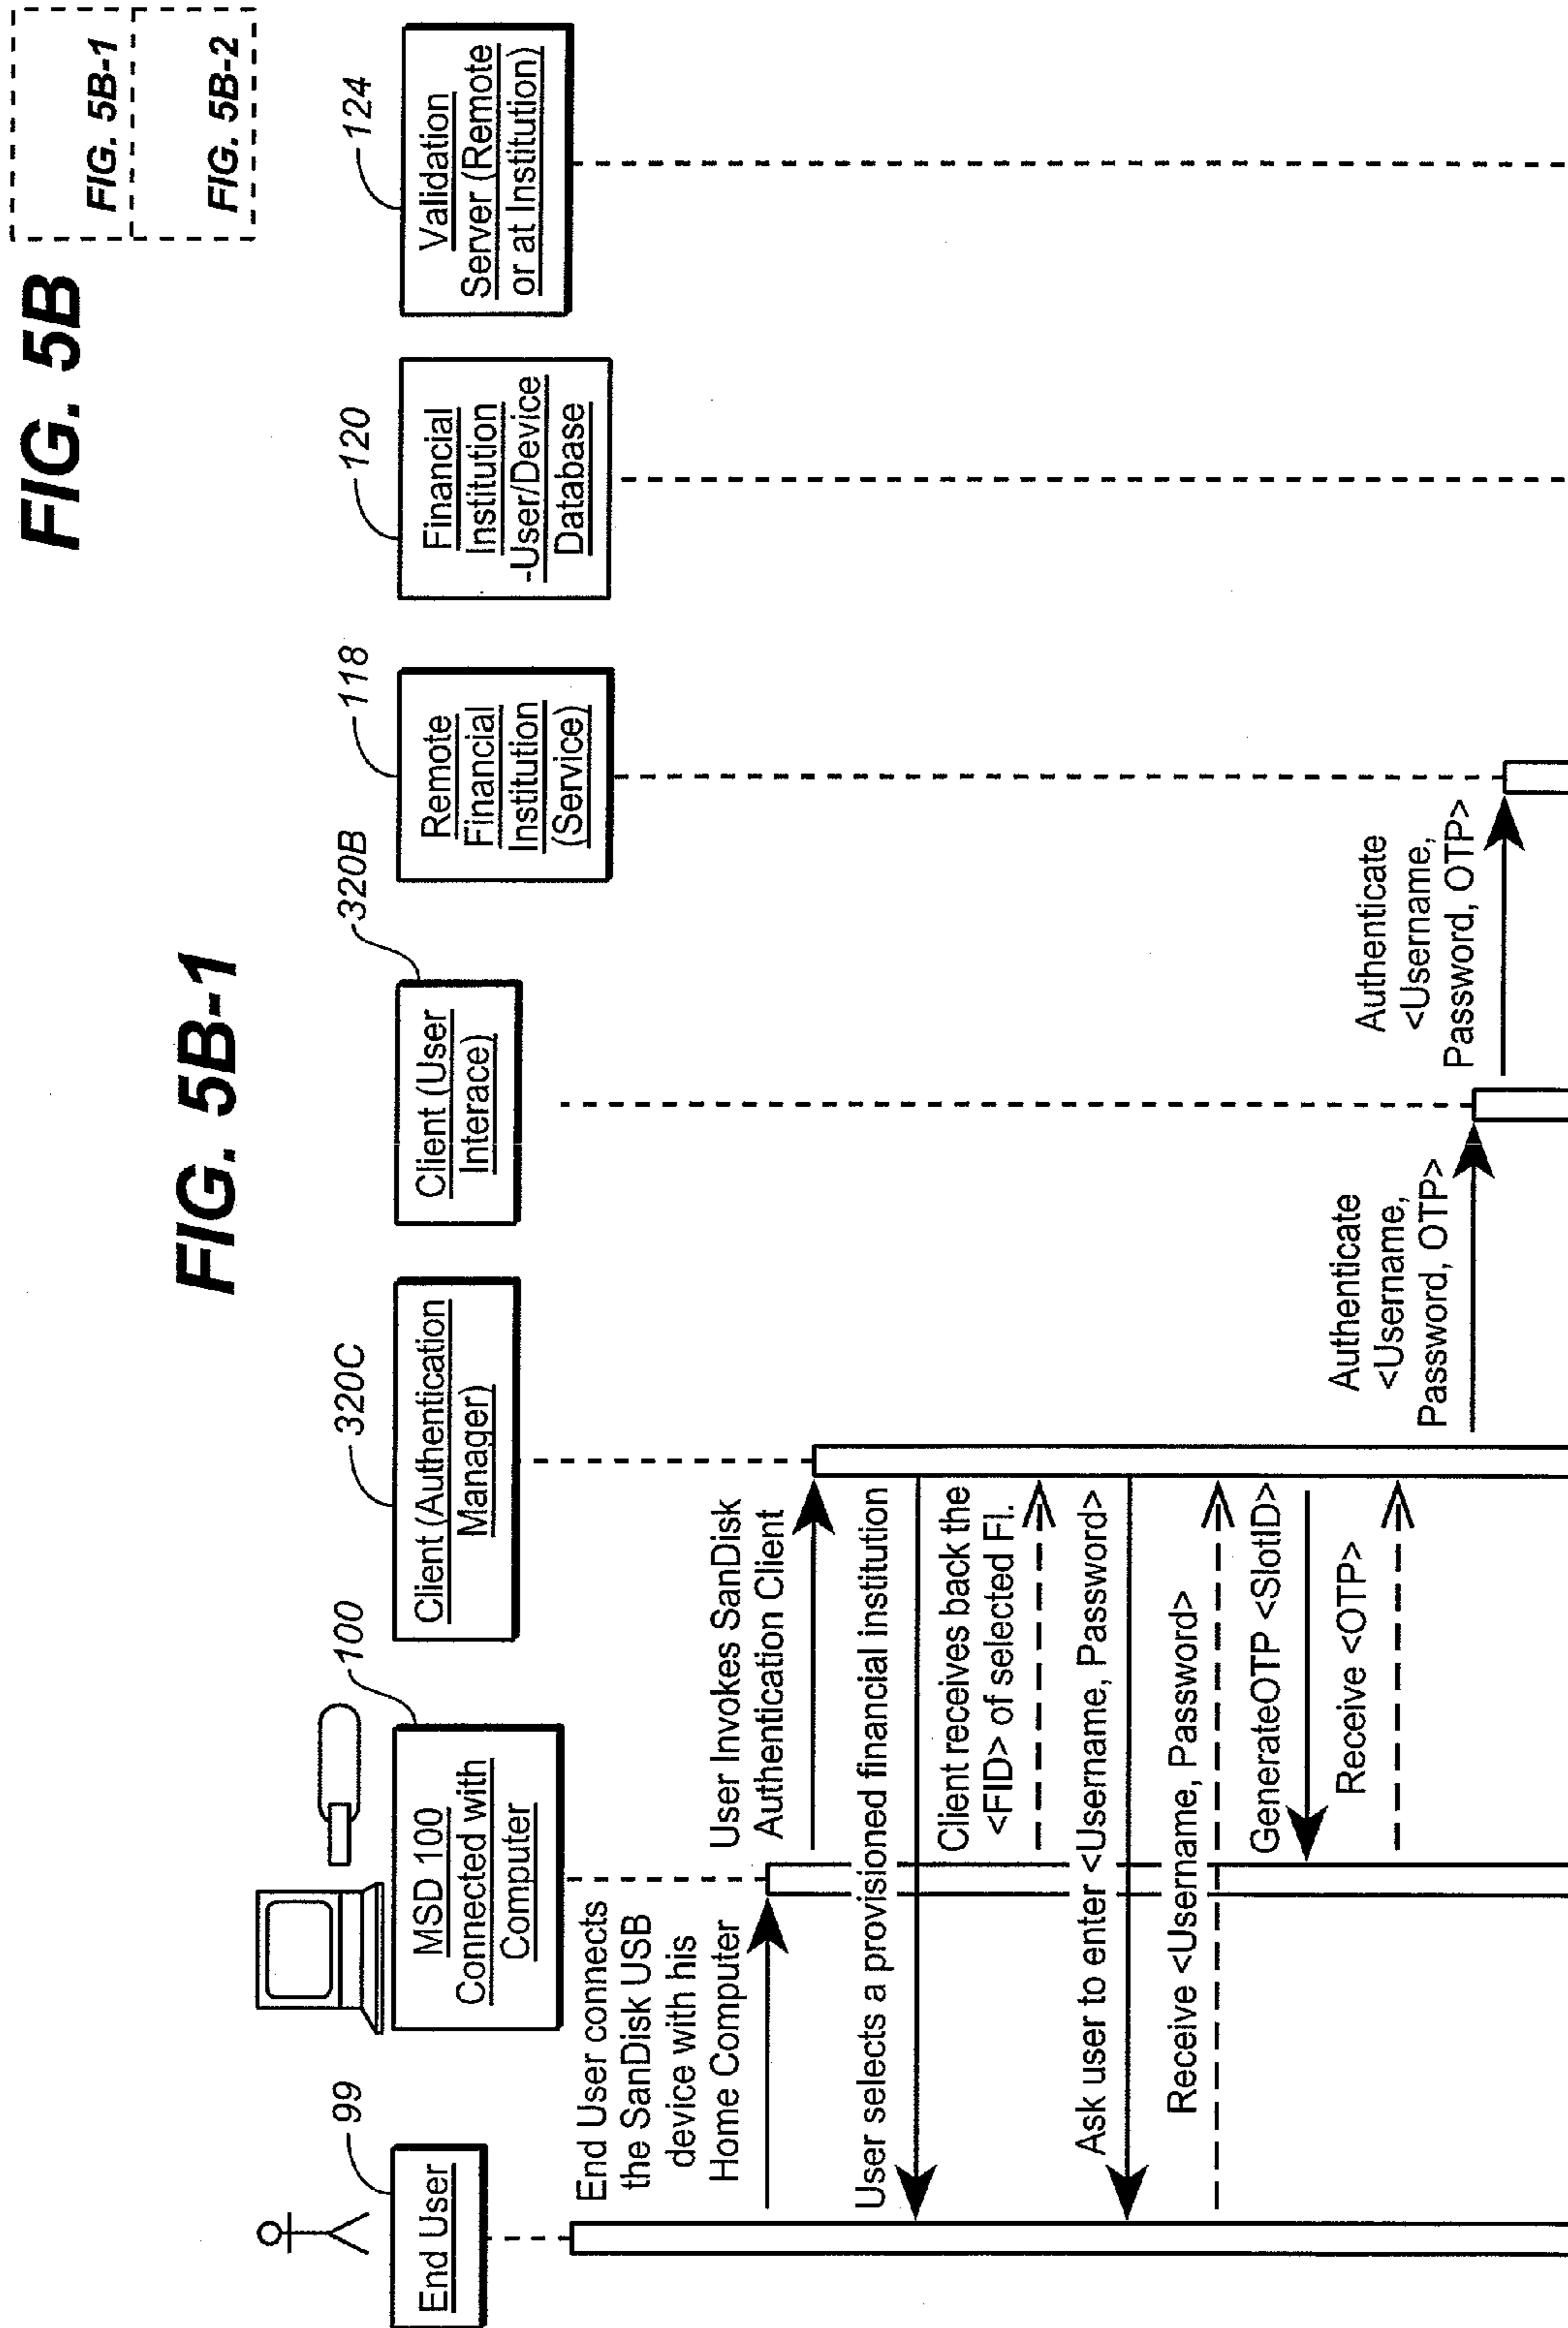 FIG. 5B
FIG. 5B-1
FIG. 5B-2
FIG. 5B-1
99
End User
100
MSD 100
Connected with
Computer
320C
Client (Authentication
Manager)
320B
Client (User
Interace)
118
Remote
Financial
Institution
(Service)
120
Financial
Institution
-User/Device
Database
124
Validation
Server (Remote
or at Institution)
End User connects
the SanDisk USB
device with his
Home Computer
User Invokes SanDisk
Authentication Client
User selects a provisioned financial institution
Client receives back the
<FID> of selected FI.
Ask user to enter <Username, Password>
Receive <Username, Password>
GenerateOTP <SlotID>
Receive <OTP>
Authenticate
<Username,
Password, OTP>
Authenticate
<Username,
Password, OTP>